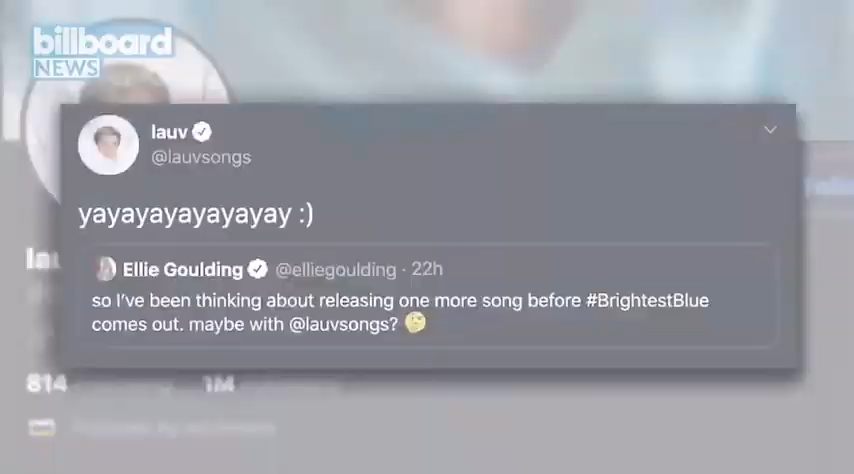 billboard
NEWS
lauv
@lauvsongs
yayayayayayayay :)
Ellie Goulding @elliegoulding · 22h
so I've been thinking about releasing one more song before #BrightestBlue
comes out. maybe with @lauvsongs? 🤔
814
1M